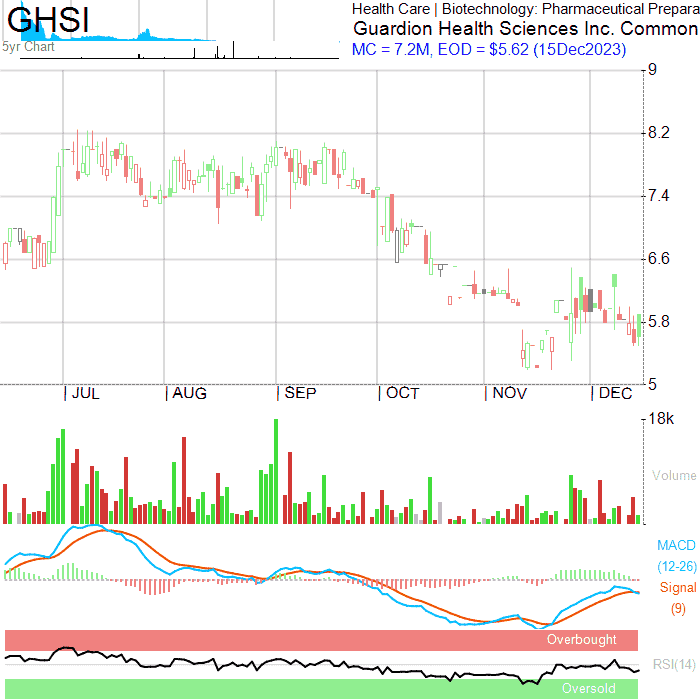 GHSI
5yr Chart
Health Care | Biotechnology: Pharmaceutical Prepara
Guardion Health Sciences Inc. Common
MC = 7.2M, EOD = $5.62 (15Dec2023)
9
8.2
7.4
6.6
5.8
5
JUL AUG SEP OCT NOV DEC
18k
Volume
MACD
(12-26)
Signal
(9)
Overbought
RSI(14)
Oversold